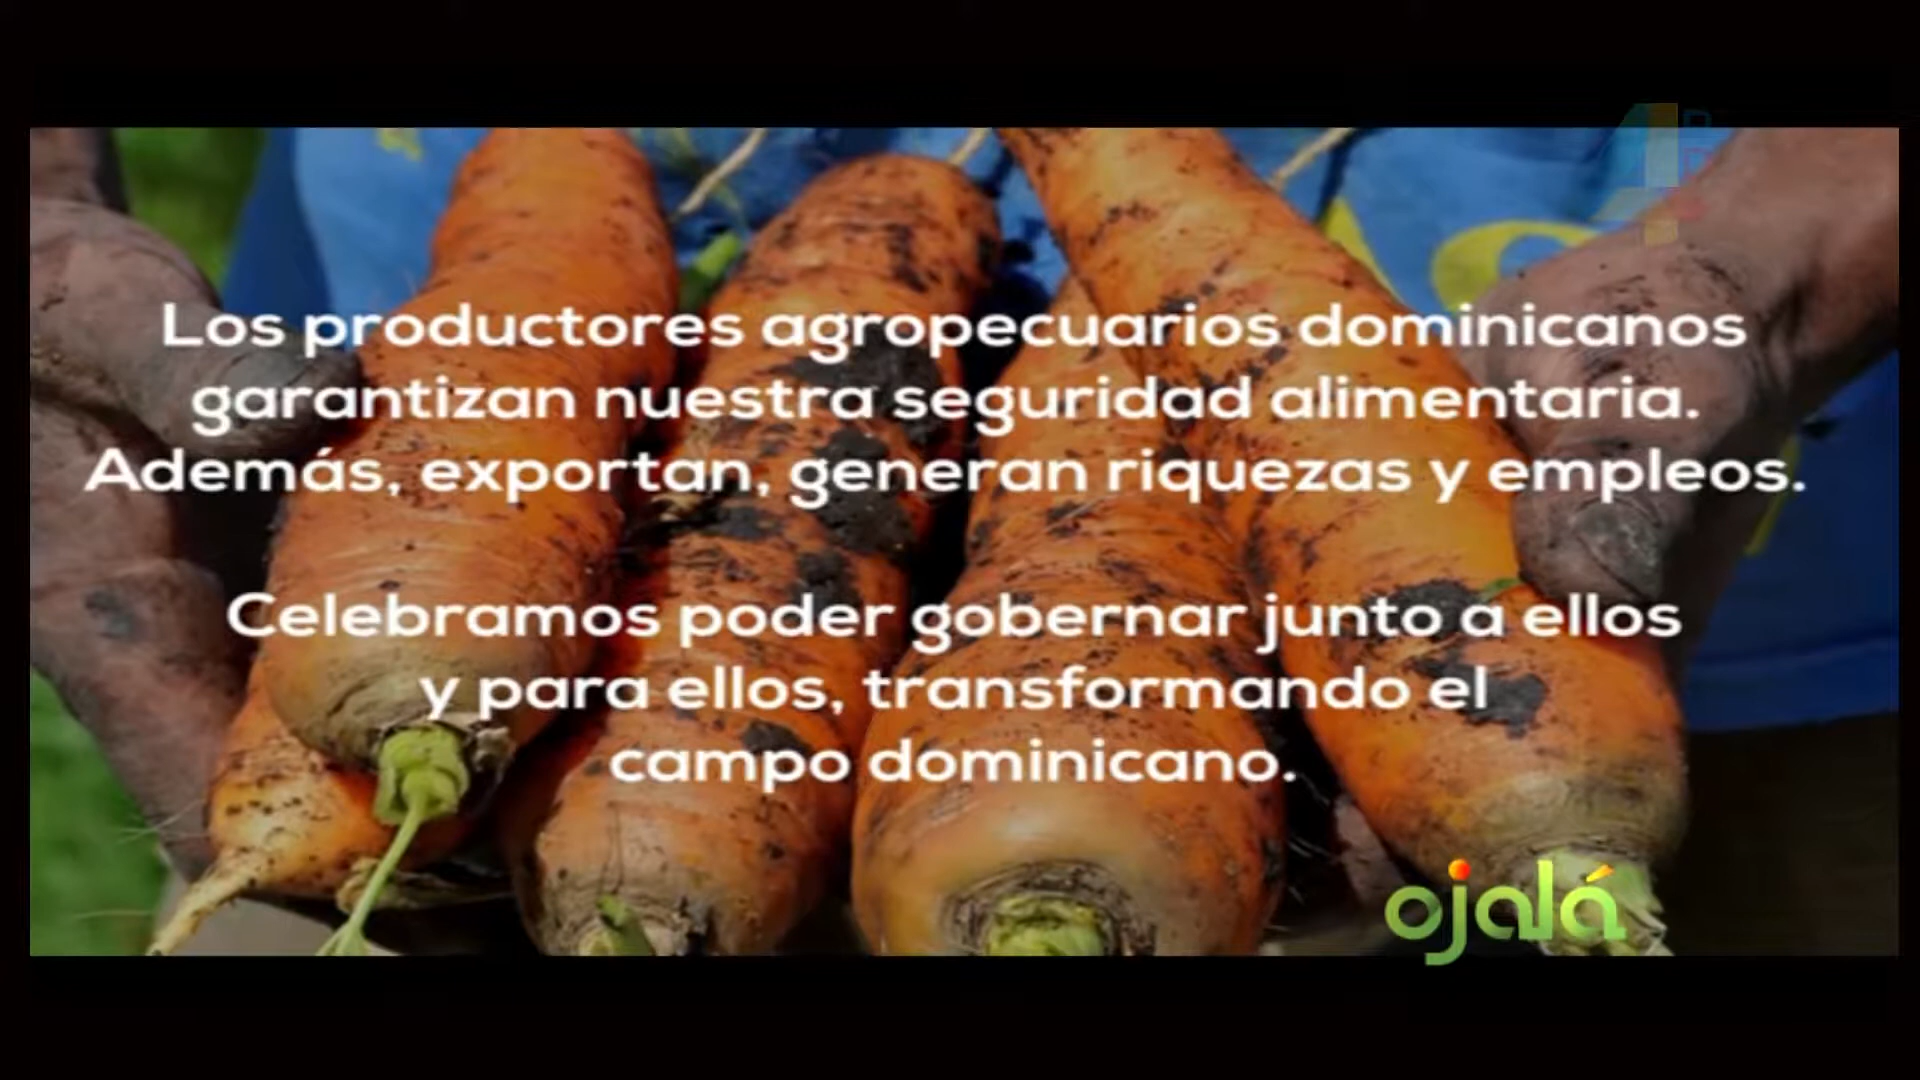 Los productores agropecuarios dominicanos
garantizan nuestra seguridad alimentaria.
Además, exportan, generan riquezas y empleos.
Celebramos poder gobernar junto a ellos
y para ellos, transformando el
campo dominicano.
ojalá